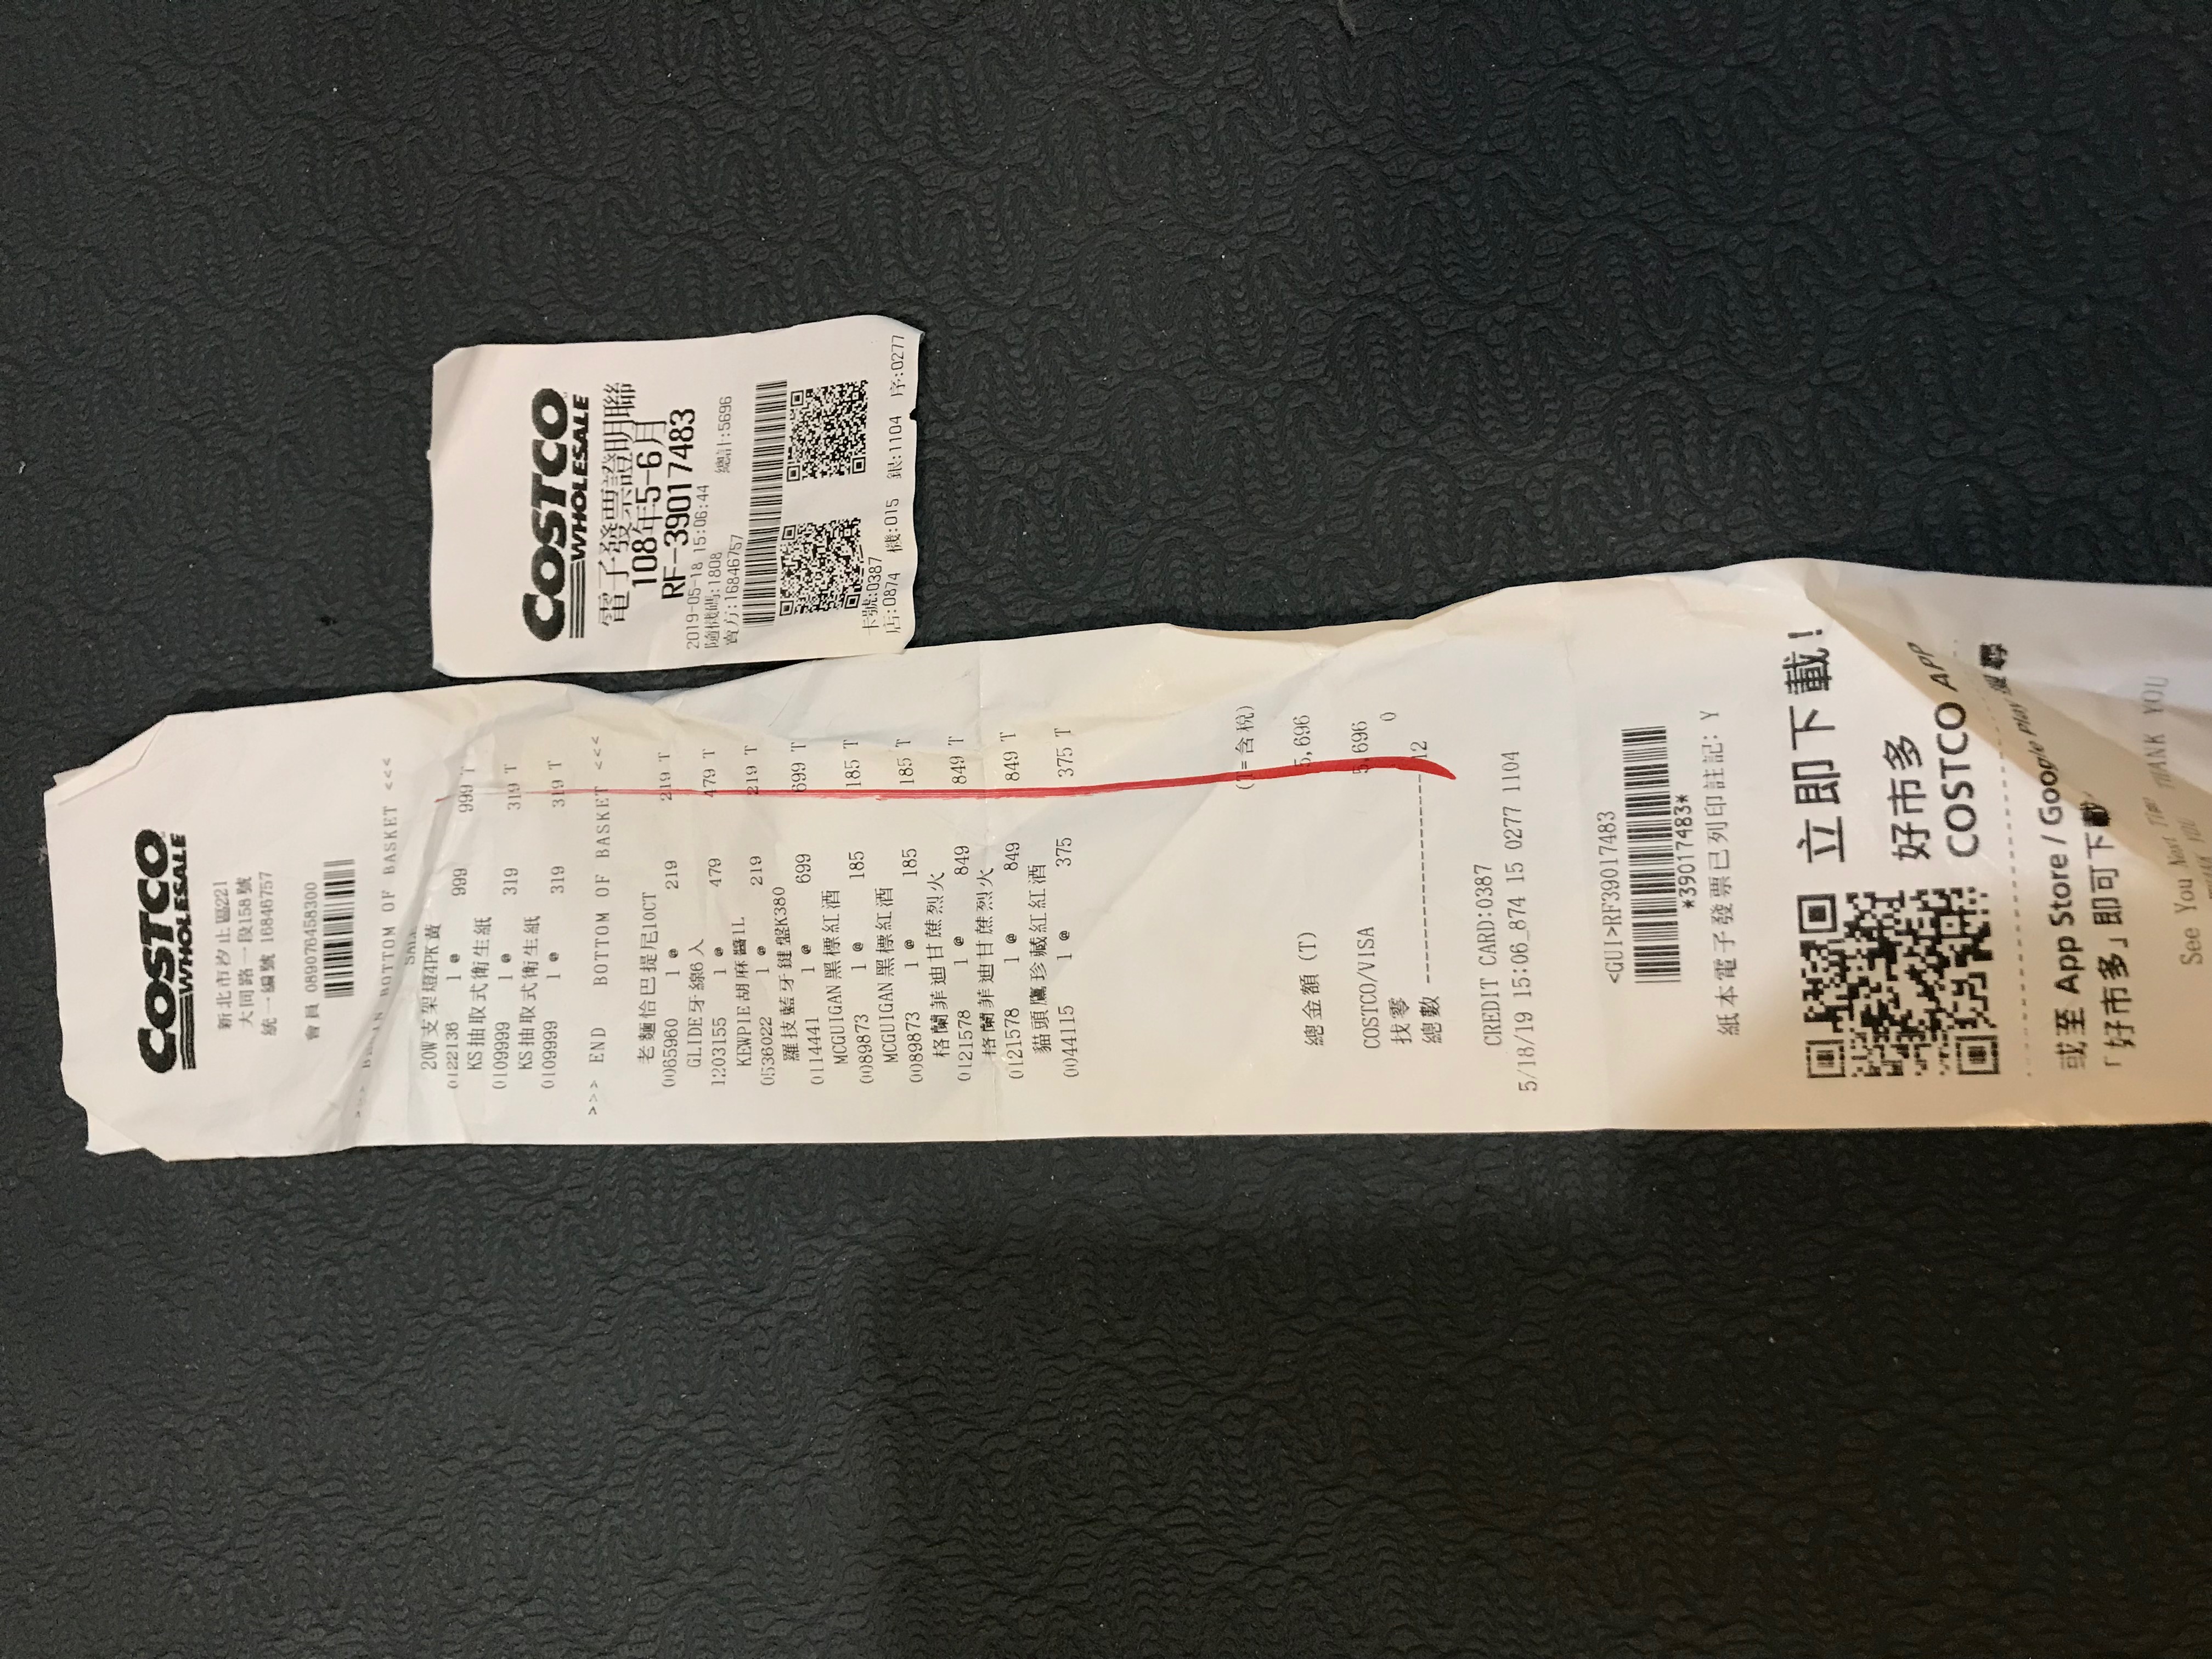 COSTCO
WHOLESALE
新北市汐止區221
大同路一段158號
統一編號 16846757
會員 089076458300
>>> BEGIN BOTTOM OF BASKET <<<
SALE
20W支架燈4PK黃
0122136 1 @ 999 999 T
KS抽取式衛生紙
0109999 1 @ 319 319 T
KS抽取式衛生紙
0109999 1 @ 319 319 T
>>> END BOTTOM OF BASKET <<<
老麵恰巴提尼10CT
0065960 1 @ 219 219 T
GLIDE牙線6入
1203155 1 @ 479 479 T
KEWPIE胡麻醬1L
0536022 1 @ 219 219 T
羅技藍牙鍵盤K380
0114441 1 @ 699 699 T
MCGUIGAN黑標紅酒
0089873 1 @ 185 185 T
MCGUIGAN黑標紅酒
0089873 1 @ 185 185 T
格蘭菲迪甘蔗烈火
0121578 1 @ 849 849 T
格蘭菲迪甘蔗烈火
0121578 1 @ 849 849 T
貓頭鷹珍藏紅紅酒
0044115 1 @ 375 375 T
(T=含稅)
總金額 (T) 5,696
COSTCO/VISA 5,696
找零 0
總數 ------------------- 12
CREDIT CARD:0387
5/18/19 15:06_874 15 0277 1104
<GUI>RF39017483
*39017483*
紙本電子發票已列印註記: Y
立即下載!
好市多
COSTCO APP
或至 App Store / Google Play 搜尋
「好市多」即可下載
See You Next Time THANK YOU
THANK YOU
COSTCO
WHOLESALE
電子發票證明聯
108年5-6月
RF-39017483
2019-05-18 15:06:44
隨機碼:1808 總計:5696
賣方:16846757
卡號:0387
店:0874 機:015 銀:1104 序:0277